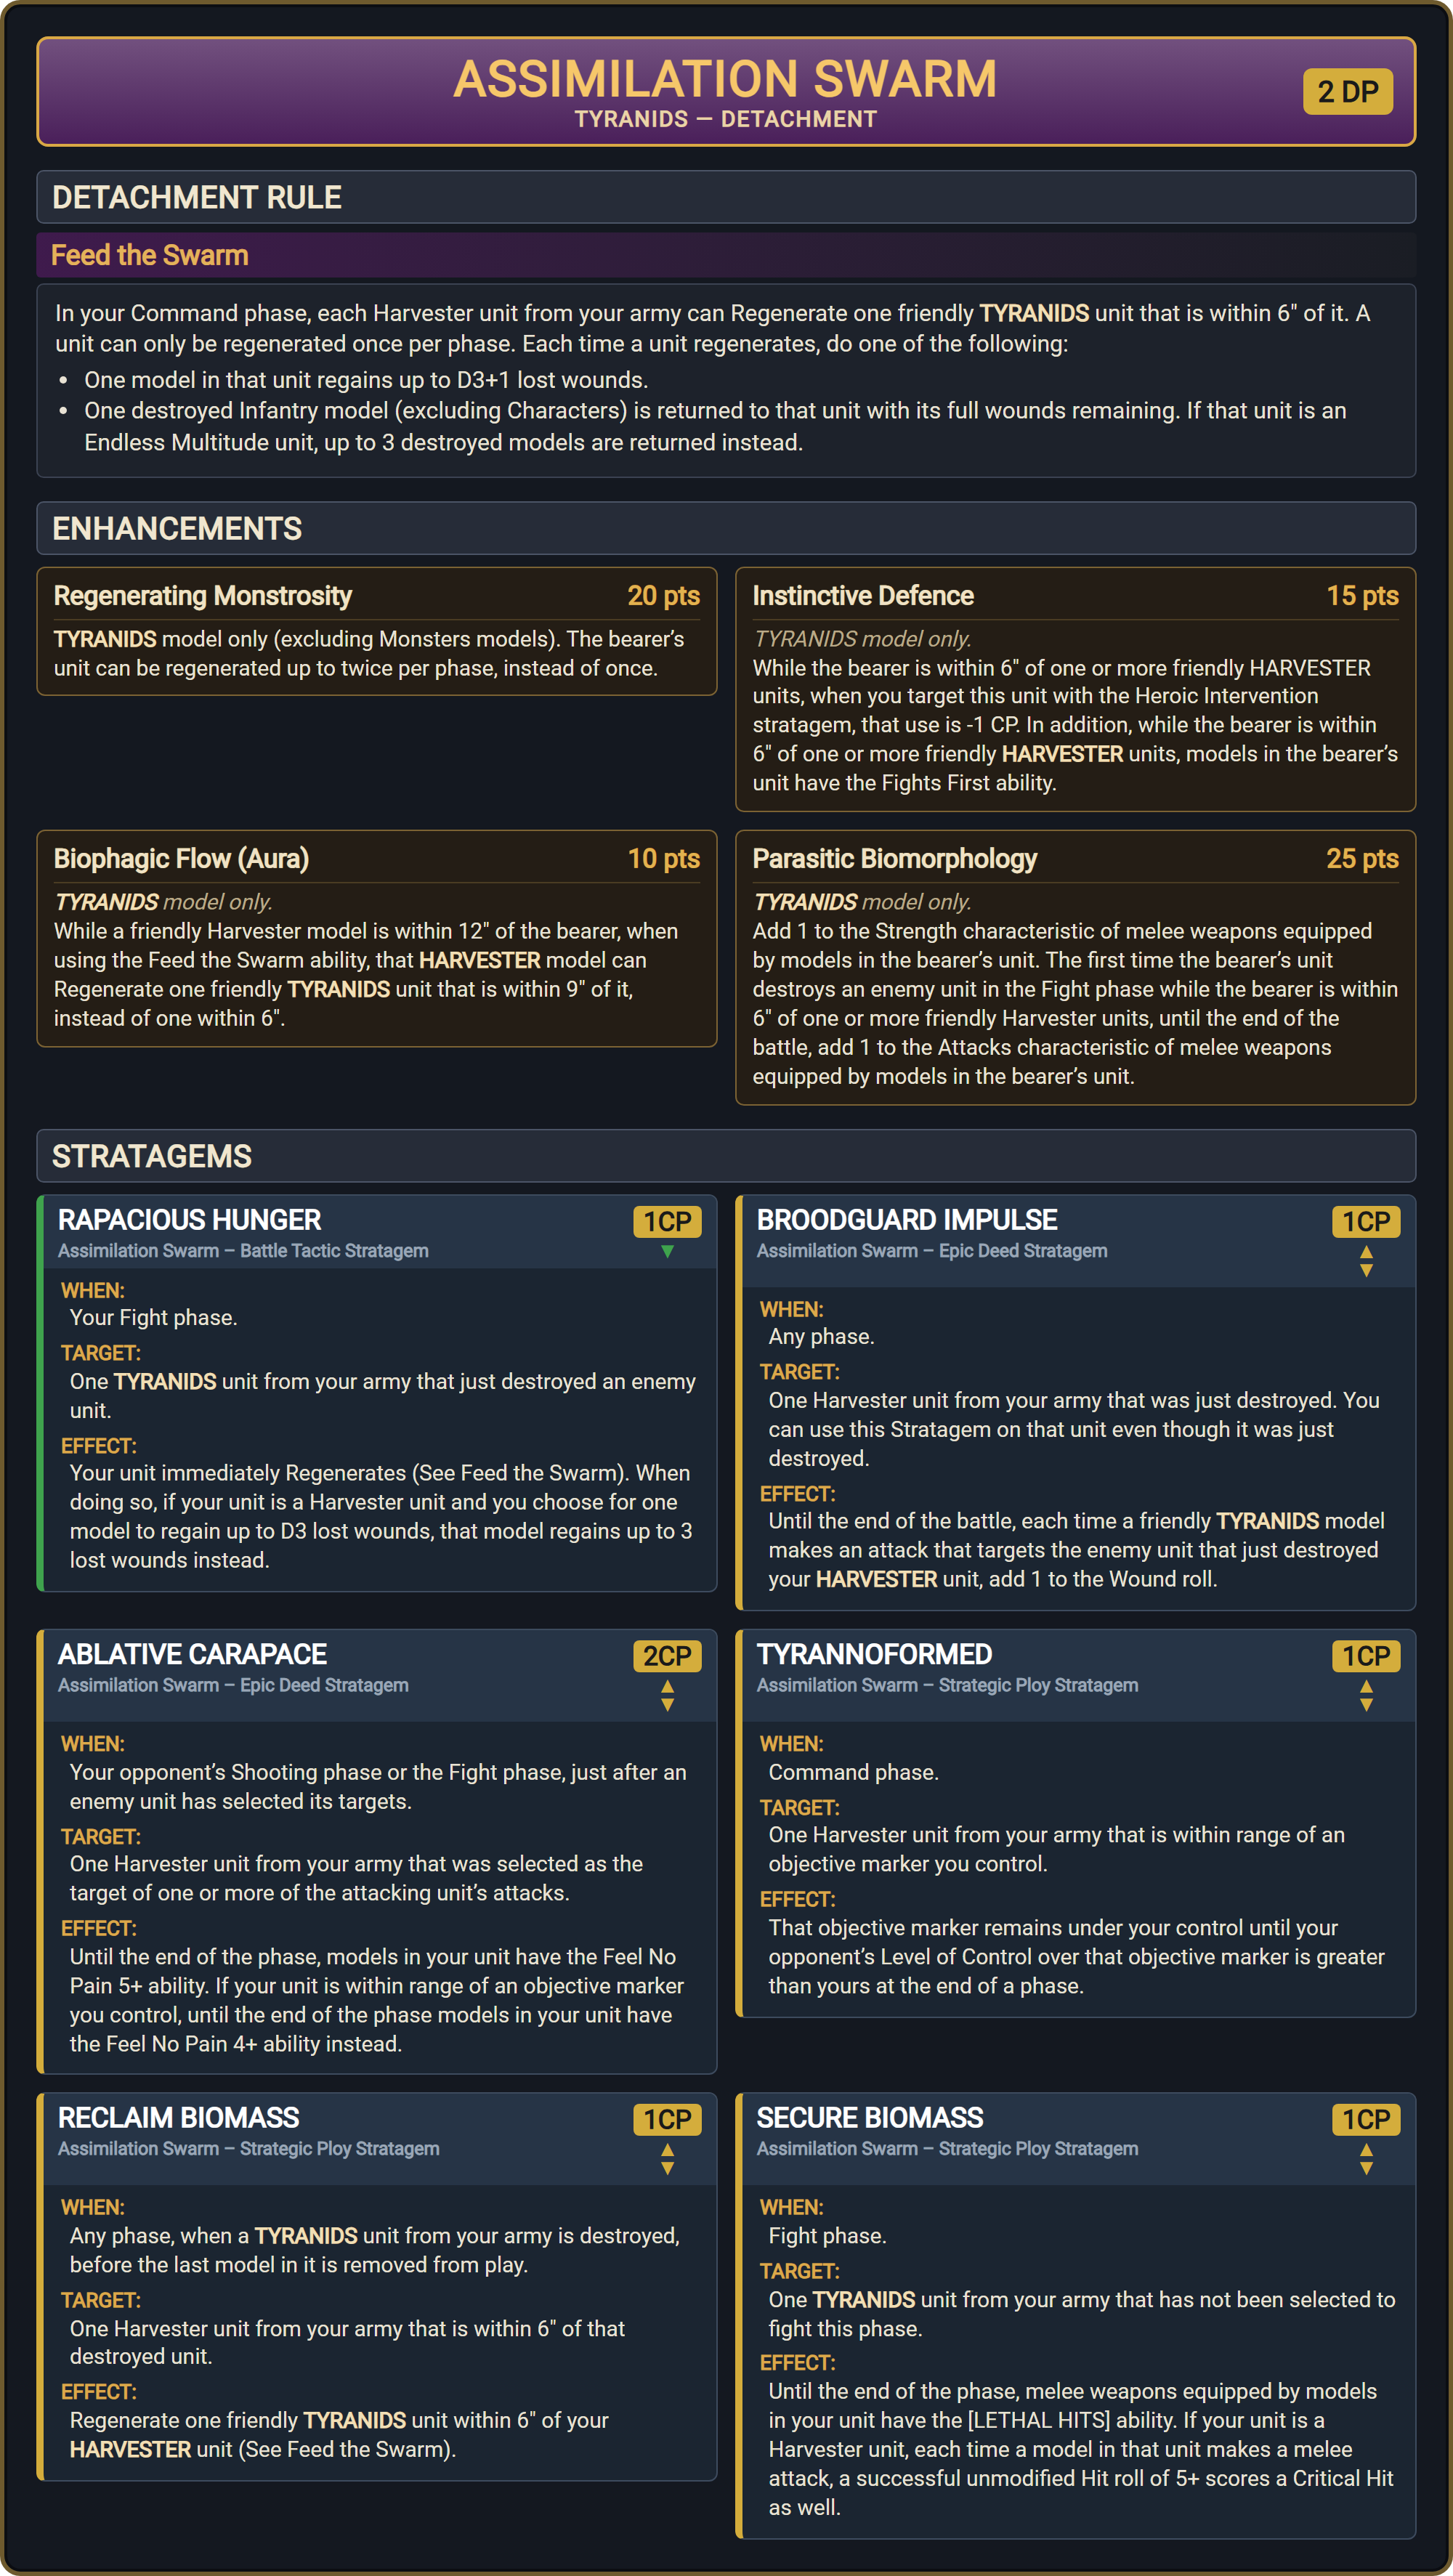 ASSIMILATION SWARM
TYRANIDS — DETACHMENT
2 DP
DETACHMENT RULE
Feed the Swarm
In your Command phase, each Harvester unit from your army can Regenerate one friendly TYRANIDS unit that is within 6" of it. A
unit can only be regenerated once per phase. Each time a unit regenerates, do one of the following:
• One model in that unit regains up to D3+1 lost wounds.
• One destroyed Infantry model (excluding Characters) is returned to that unit with its full wounds remaining. If that unit is an
Endless Multitude unit, up to 3 destroyed models are returned instead.
ENHANCEMENTS
Regenerating Monstrosity 20 pts
TYRANIDS model only (excluding Monsters models). The bearer’s
unit can be regenerated up to twice per phase, instead of once.
Instinctive Defence 15 pts
TYRANIDS model only.
While the bearer is within 6" of one or more friendly HARVESTER
units, when you target this unit with the Heroic Intervention
stratagem, that use is -1 CP. In addition, while the bearer is within
6" of one or more friendly HARVESTER units, models in the bearer’s
unit have the Fights First ability.
Biophagic Flow (Aura) 10 pts
TYRANIDS model only.
While a friendly Harvester model is within 12" of the bearer, when
using the Feed the Swarm ability, that HARVESTER model can
Regenerate one friendly TYRANIDS unit that is within 9" of it,
instead of one within 6".
Parasitic Biomorphology 25 pts
TYRANIDS model only.
Add 1 to the Strength characteristic of melee weapons equipped
by models in the bearer’s unit. The first time the bearer’s unit
destroys an enemy unit in the Fight phase while the bearer is within
6" of one or more friendly Harvester units, until the end of the
battle, add 1 to the Attacks characteristic of melee weapons
equipped by models in the bearer’s unit.
STRATAGEMS
RAPACIOUS HUNGER 1CP
Assimilation Swarm – Battle Tactic Stratagem ▼
WHEN:
Your Fight phase.
TARGET:
One TYRANIDS unit from your army that just destroyed an enemy
unit.
EFFECT:
Your unit immediately Regenerates (See Feed the Swarm). When
doing so, if your unit is a Harvester unit and you choose for one
model to regain up to D3 lost wounds, that model regains up to 3
lost wounds instead.
BROODGUARD IMPULSE 1CP
Assimilation Swarm – Epic Deed Stratagem ▲
▼
WHEN:
Any phase.
TARGET:
One Harvester unit from your army that was just destroyed. You
can use this Stratagem on that unit even though it was just
destroyed.
EFFECT:
Until the end of the battle, each time a friendly TYRANIDS model
makes an attack that targets the enemy unit that just destroyed
your HARVESTER unit, add 1 to the Wound roll.
ABLATIVE CARAPACE 2CP
Assimilation Swarm – Epic Deed Stratagem ▲
▼
WHEN:
Your opponent’s Shooting phase or the Fight phase, just after an
enemy unit has selected its targets.
TARGET:
One Harvester unit from your army that was selected as the
target of one or more of the attacking unit’s attacks.
EFFECT:
Until the end of the phase, models in your unit have the Feel No
Pain 5+ ability. If your unit is within range of an objective marker
you control, until the end of the phase models in your unit have
the Feel No Pain 4+ ability instead.
TYRANNOFORMED 1CP
Assimilation Swarm – Strategic Ploy Stratagem ▲
▼
WHEN:
Command phase.
TARGET:
One Harvester unit from your army that is within range of an
objective marker you control.
EFFECT:
That objective marker remains under your control until your
opponent’s Level of Control over that objective marker is greater
than yours at the end of a phase.
RECLAIM BIOMASS 1CP
Assimilation Swarm – Strategic Ploy Stratagem ▲
▼
WHEN:
Any phase, when a TYRANIDS unit from your army is destroyed,
before the last model in it is removed from play.
TARGET:
One Harvester unit from your army that is within 6" of that
destroyed unit.
EFFECT:
Regenerate one friendly TYRANIDS unit within 6" of your
HARVESTER unit (See Feed the Swarm).
SECURE BIOMASS 1CP
Assimilation Swarm – Strategic Ploy Stratagem ▲
▼
WHEN:
Fight phase.
TARGET:
One TYRANIDS unit from your army that has not been selected to
fight this phase.
EFFECT:
Until the end of the phase, melee weapons equipped by models
in your unit have the [LETHAL HITS] ability. If your unit is a
Harvester unit, each time a model in that unit makes a melee
attack, a successful unmodified Hit roll of 5+ scores a Critical Hit
as well.